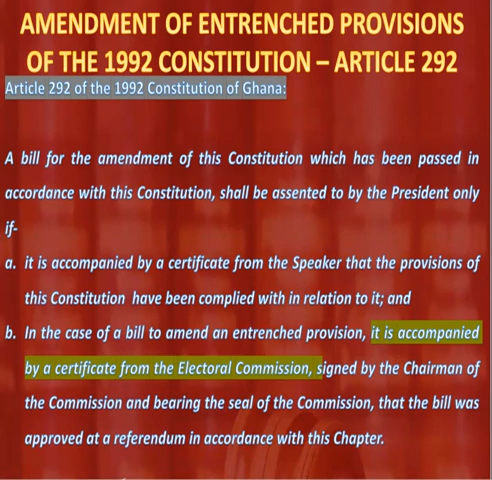 AMENDMENT OF ENTRENCHED PROVISIONS
OF THE 1992 CONSTITUTION – ARTICLE 292
Article 292 of the 1992 Constitution of Ghana:
A bill for the amendment of this Constitution which has been passed in
accordance with this Constitution, shall be assented to by the President only
if-
a. it is accompanied by a certificate from the Speaker that the provisions of
this Constitution have been complied with in relation to it; and
b. In the case of a bill to amend an entrenched provision, it is accompanied
by a certificate from the Electoral Commission, signed by the Chairman of
the Commission and bearing the seal of the Commission, that the bill was
approved at a referendum in accordance with this Chapter.